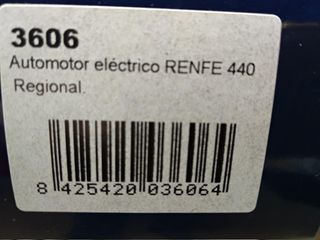 3606
Automotor eléctrico RENFE 440
Regional.
8 425420 036064